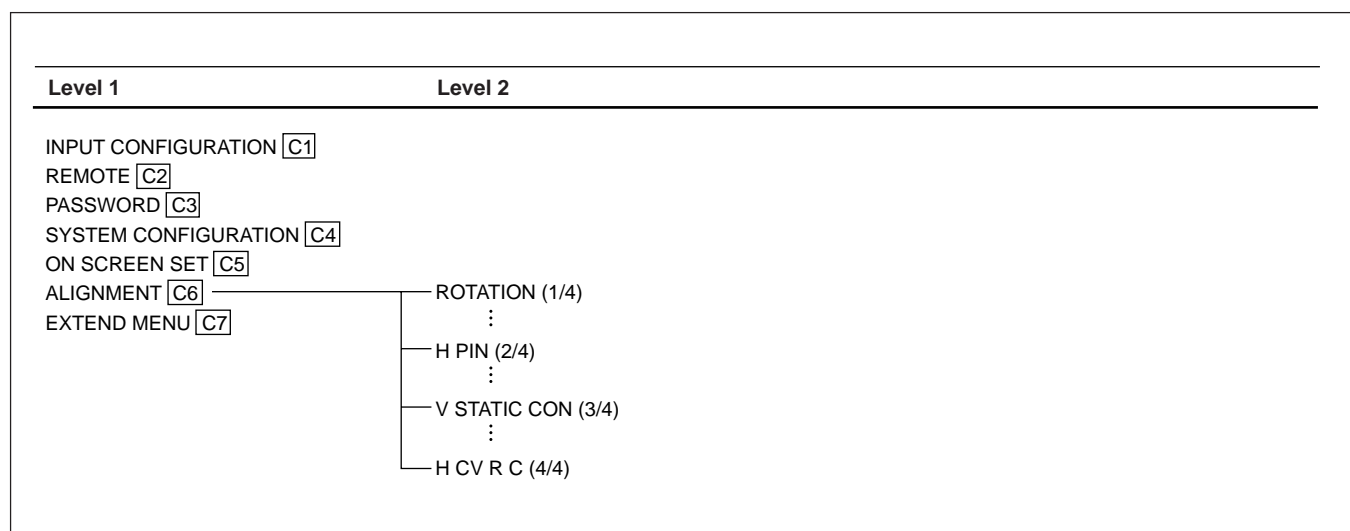 Level 1 Level 2
INPUT CONFIGURATION C1
REMOTE C2
PASSWORD C3
SYSTEM CONFIGURATION C4
ON SCREEN SET C5
ALIGNMENT C6 ROTATION (1/4)
EXTEND MENU C7
H PIN (2/4)
V STATIC CON (3/4)
H CV R C (4/4)